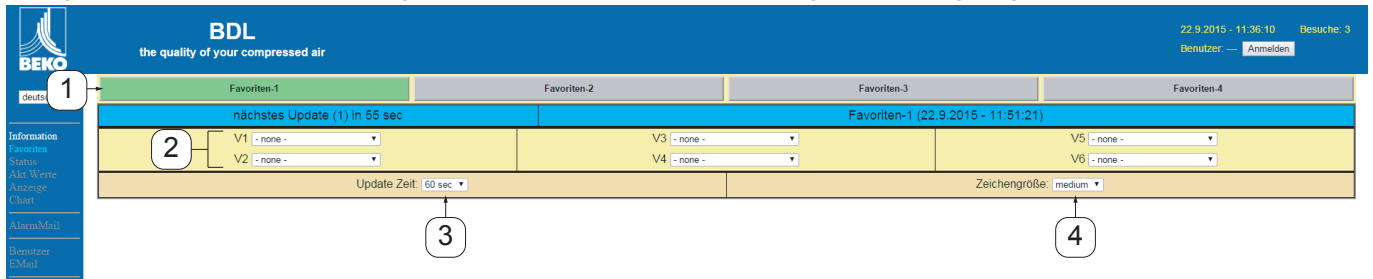 BEKO
BDL
the quality of your compressed air
22.9.2015 - 11:36:10 Besuche: 3
Benutzer: --- Anmelden
1
Favoriten-1 Favoriten-2 Favoriten-3 Favoriten-4
nächstes Update (1) in 55 sec Favoriten-1 (22.9.2015 - 11:51:21)
2
V1 - none - V3 - none - V5 - none -
V2 - none - V4 - none - V6 - none -
Update Zeit: 60 sec Zeichengröße: medium
3 4
Information
Favoriten
Status
Akt Werte
Anzeige
Chart
AlarmMail
Benutzer
EMail